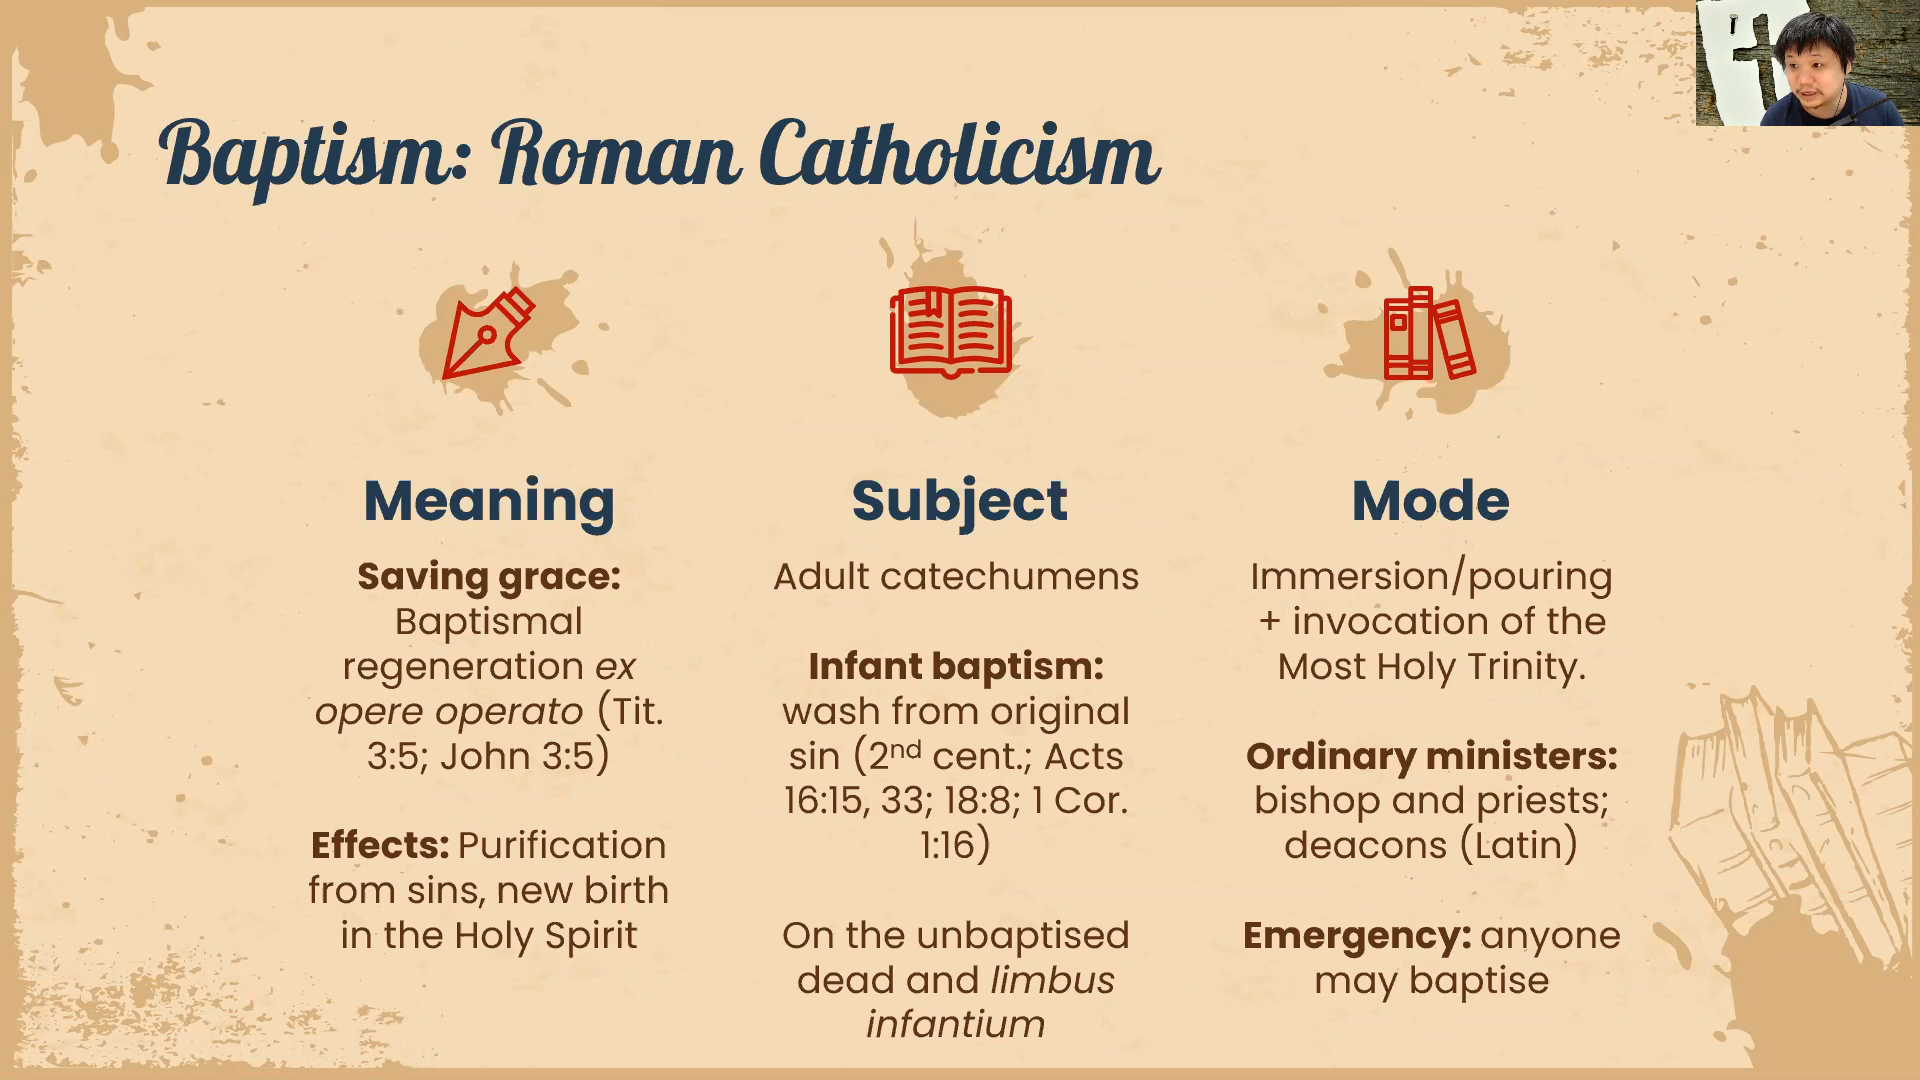 Baptism: Roman Catholicism
Meaning
Saving grace:
Baptismal
regeneration ex
opere operato (Tit.
3:5; John 3:5)
Effects: Purification
from sins, new birth
in the Holy Spirit
Subject
Adult catechumens
Infant baptism:
wash from original
sin (2nd cent.; Acts
16:15, 33; 18:8; 1 Cor.
1:16)
On the unbaptised
dead and limbus
infantium
Mode
Immersion/pouring
+ invocation of the
Most Holy Trinity.
Ordinary ministers:
bishop and priests;
deacons (Latin)
Emergency: anyone
may baptise